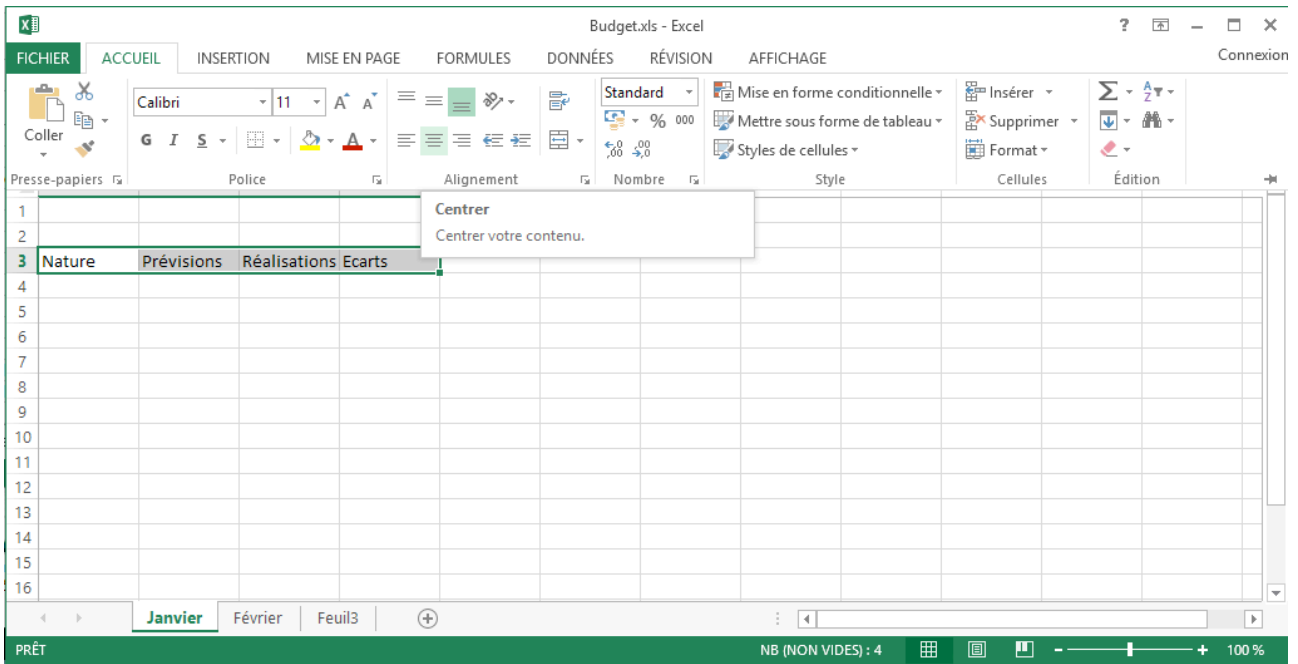 Budget.xls - Excel ?
FICHIER ACCUEIL INSERTION MISE EN PAGE FORMULES DONNÉES RÉVISION AFFICHAGE Connexion
Coller
Calibri 11 A A
G I S A
Standard
% 000
,00 ,00
Mise en forme conditionnelle
Mettre sous forme de tableau
Styles de cellules
Insérer
Supprimer
Format
Σ A Z
Presse-papiers Police Alignement Nombre Style Cellules Édition
Centrer
Centrer votre contenu.
1
2
3 Nature Prévisions Réalisations Ecarts
4
5
6
7
8
9
10
11
12
13
14
15
16
Janvier Février Feuil3
PRÊT NB (NON VIDES) : 4 - + 100 %